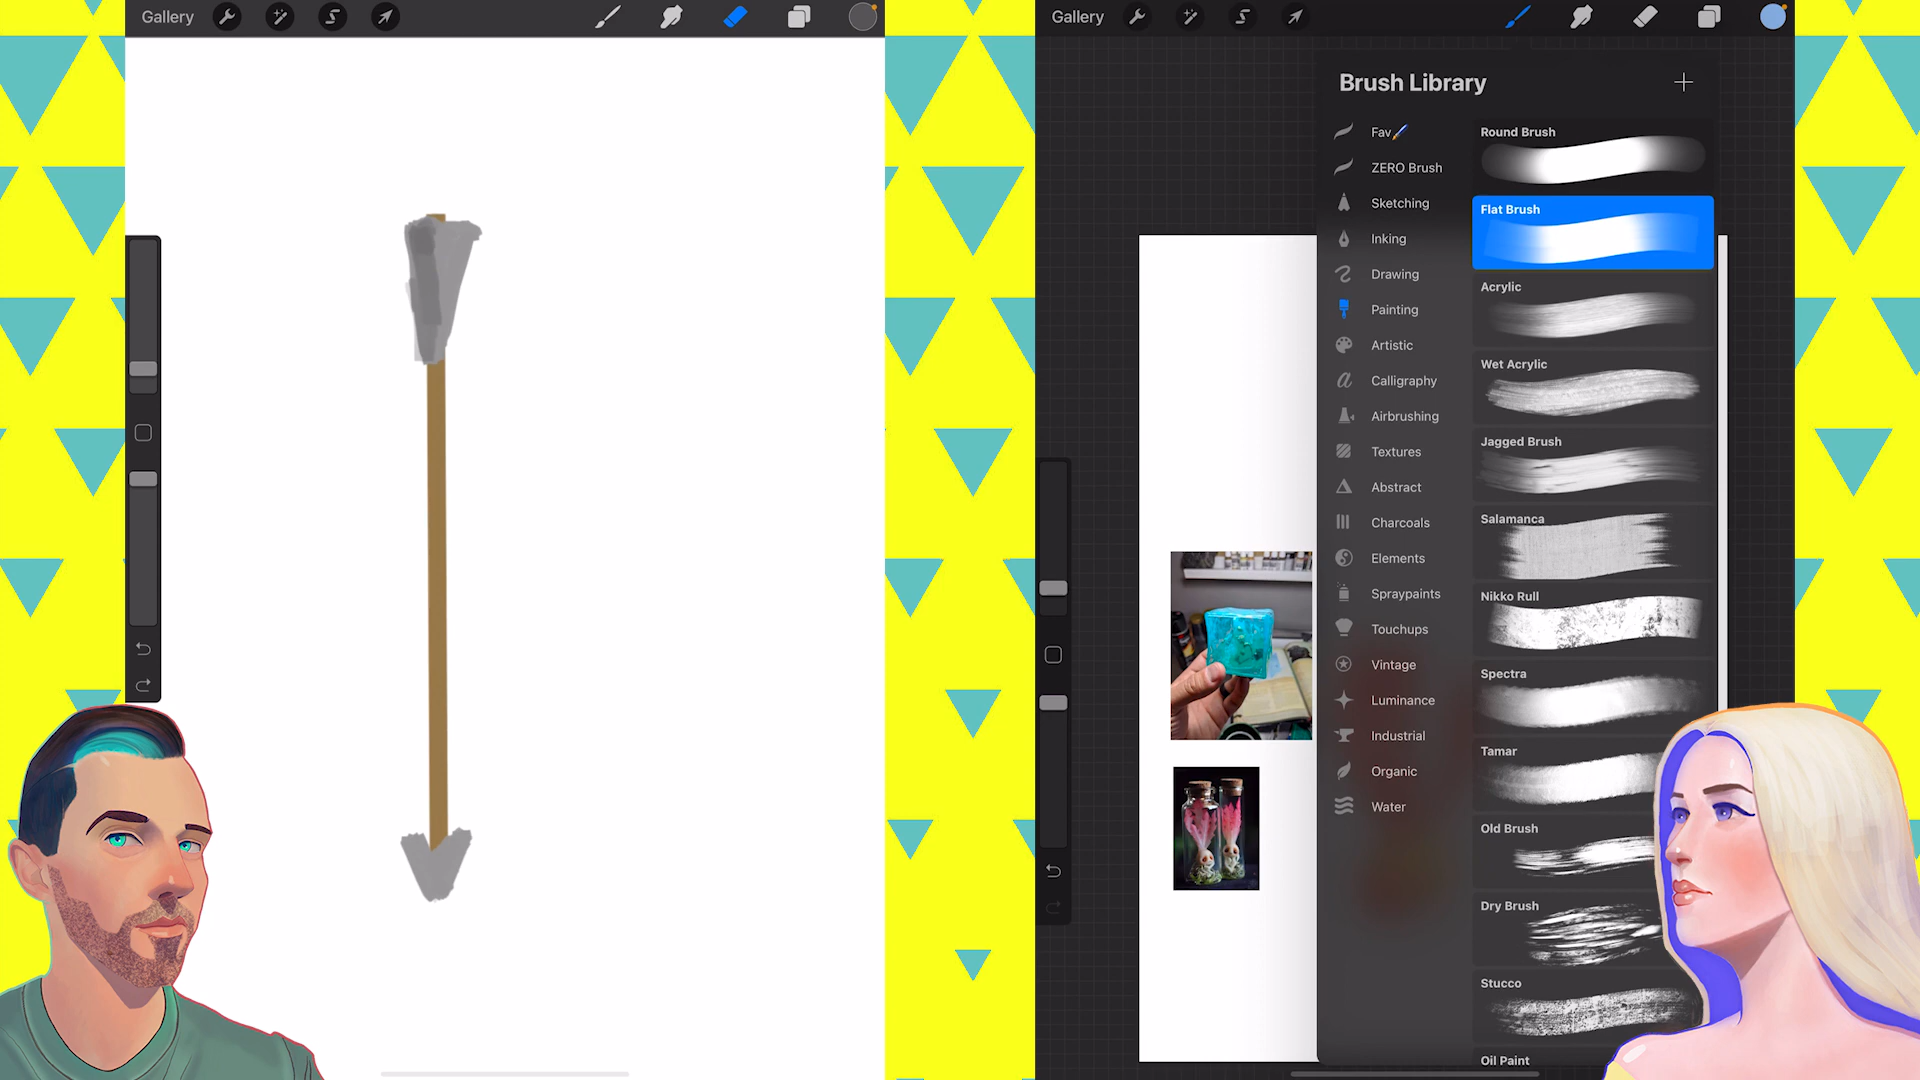 Gallery
Gallery
Brush Library
Fav
ZERO Brush
Sketching
Inking
Drawing
Painting
Artistic
Calligraphy
Airbrushing
Textures
Abstract
Charcoals
Elements
Spraypaints
Touchups
Vintage
Luminance
Industrial
Organic
Water
Round Brush
Flat Brush
Acrylic
Wet Acrylic
Jagged Brush
Salamanca
Nikko Rull
Spectra
Tamar
Old Brush
Dry Brush
Stucco
Oil Paint